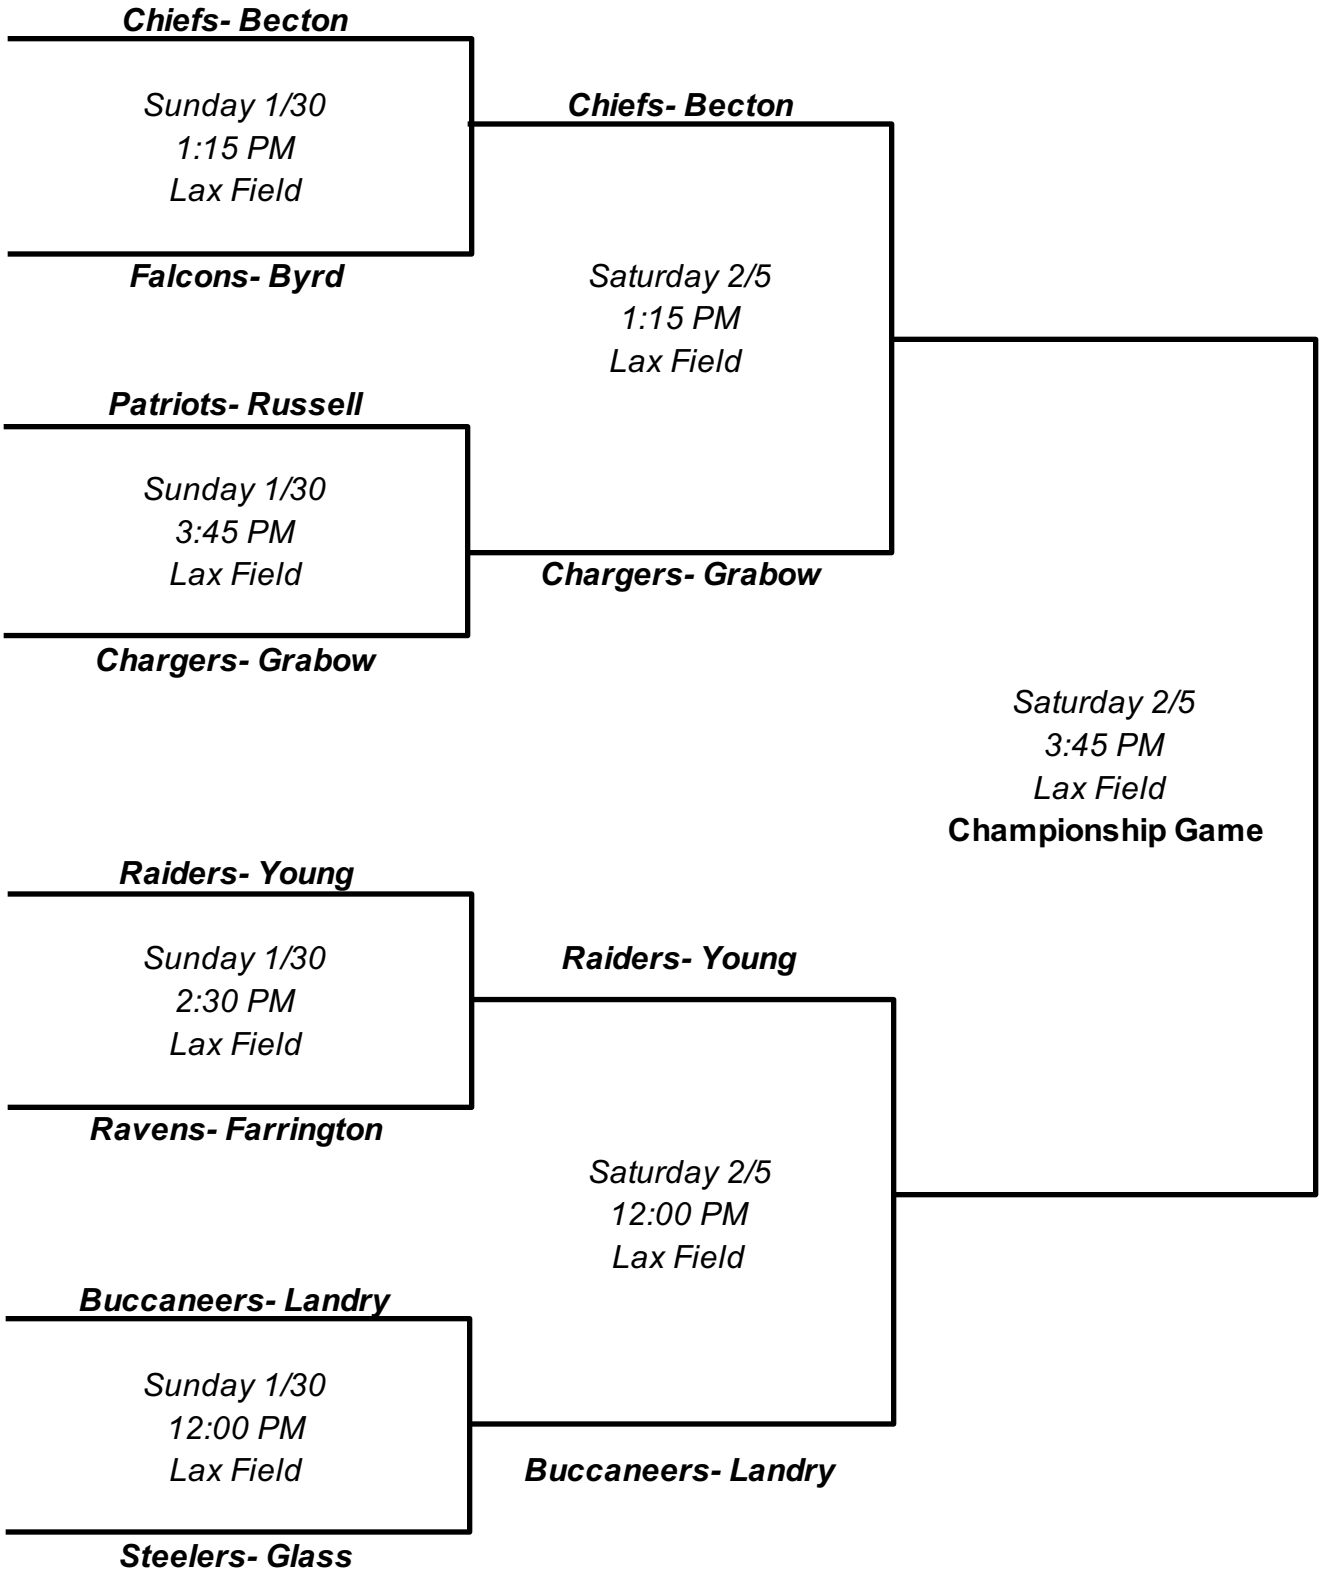 Chiefs- Becton
Sunday 1/30
1:15 PM
Lax Field
Falcons- Byrd
Patriots- Russell
Sunday 1/30
3:45 PM
Lax Field
Chargers- Grabow
Raiders- Young
Sunday 1/30
2:30 PM
Lax Field
Ravens- Farrington
Buccaneers- Landry
Sunday 1/30
12:00 PM
Lax Field
Steelers- Glass
Chiefs- Becton
Saturday 2/5
1:15 PM
Lax Field
Chargers- Grabow
Raiders- Young
Saturday 2/5
12:00 PM
Lax Field
Buccaneers- Landry
Saturday 2/5
3:45 PM
Lax Field
Championship Game